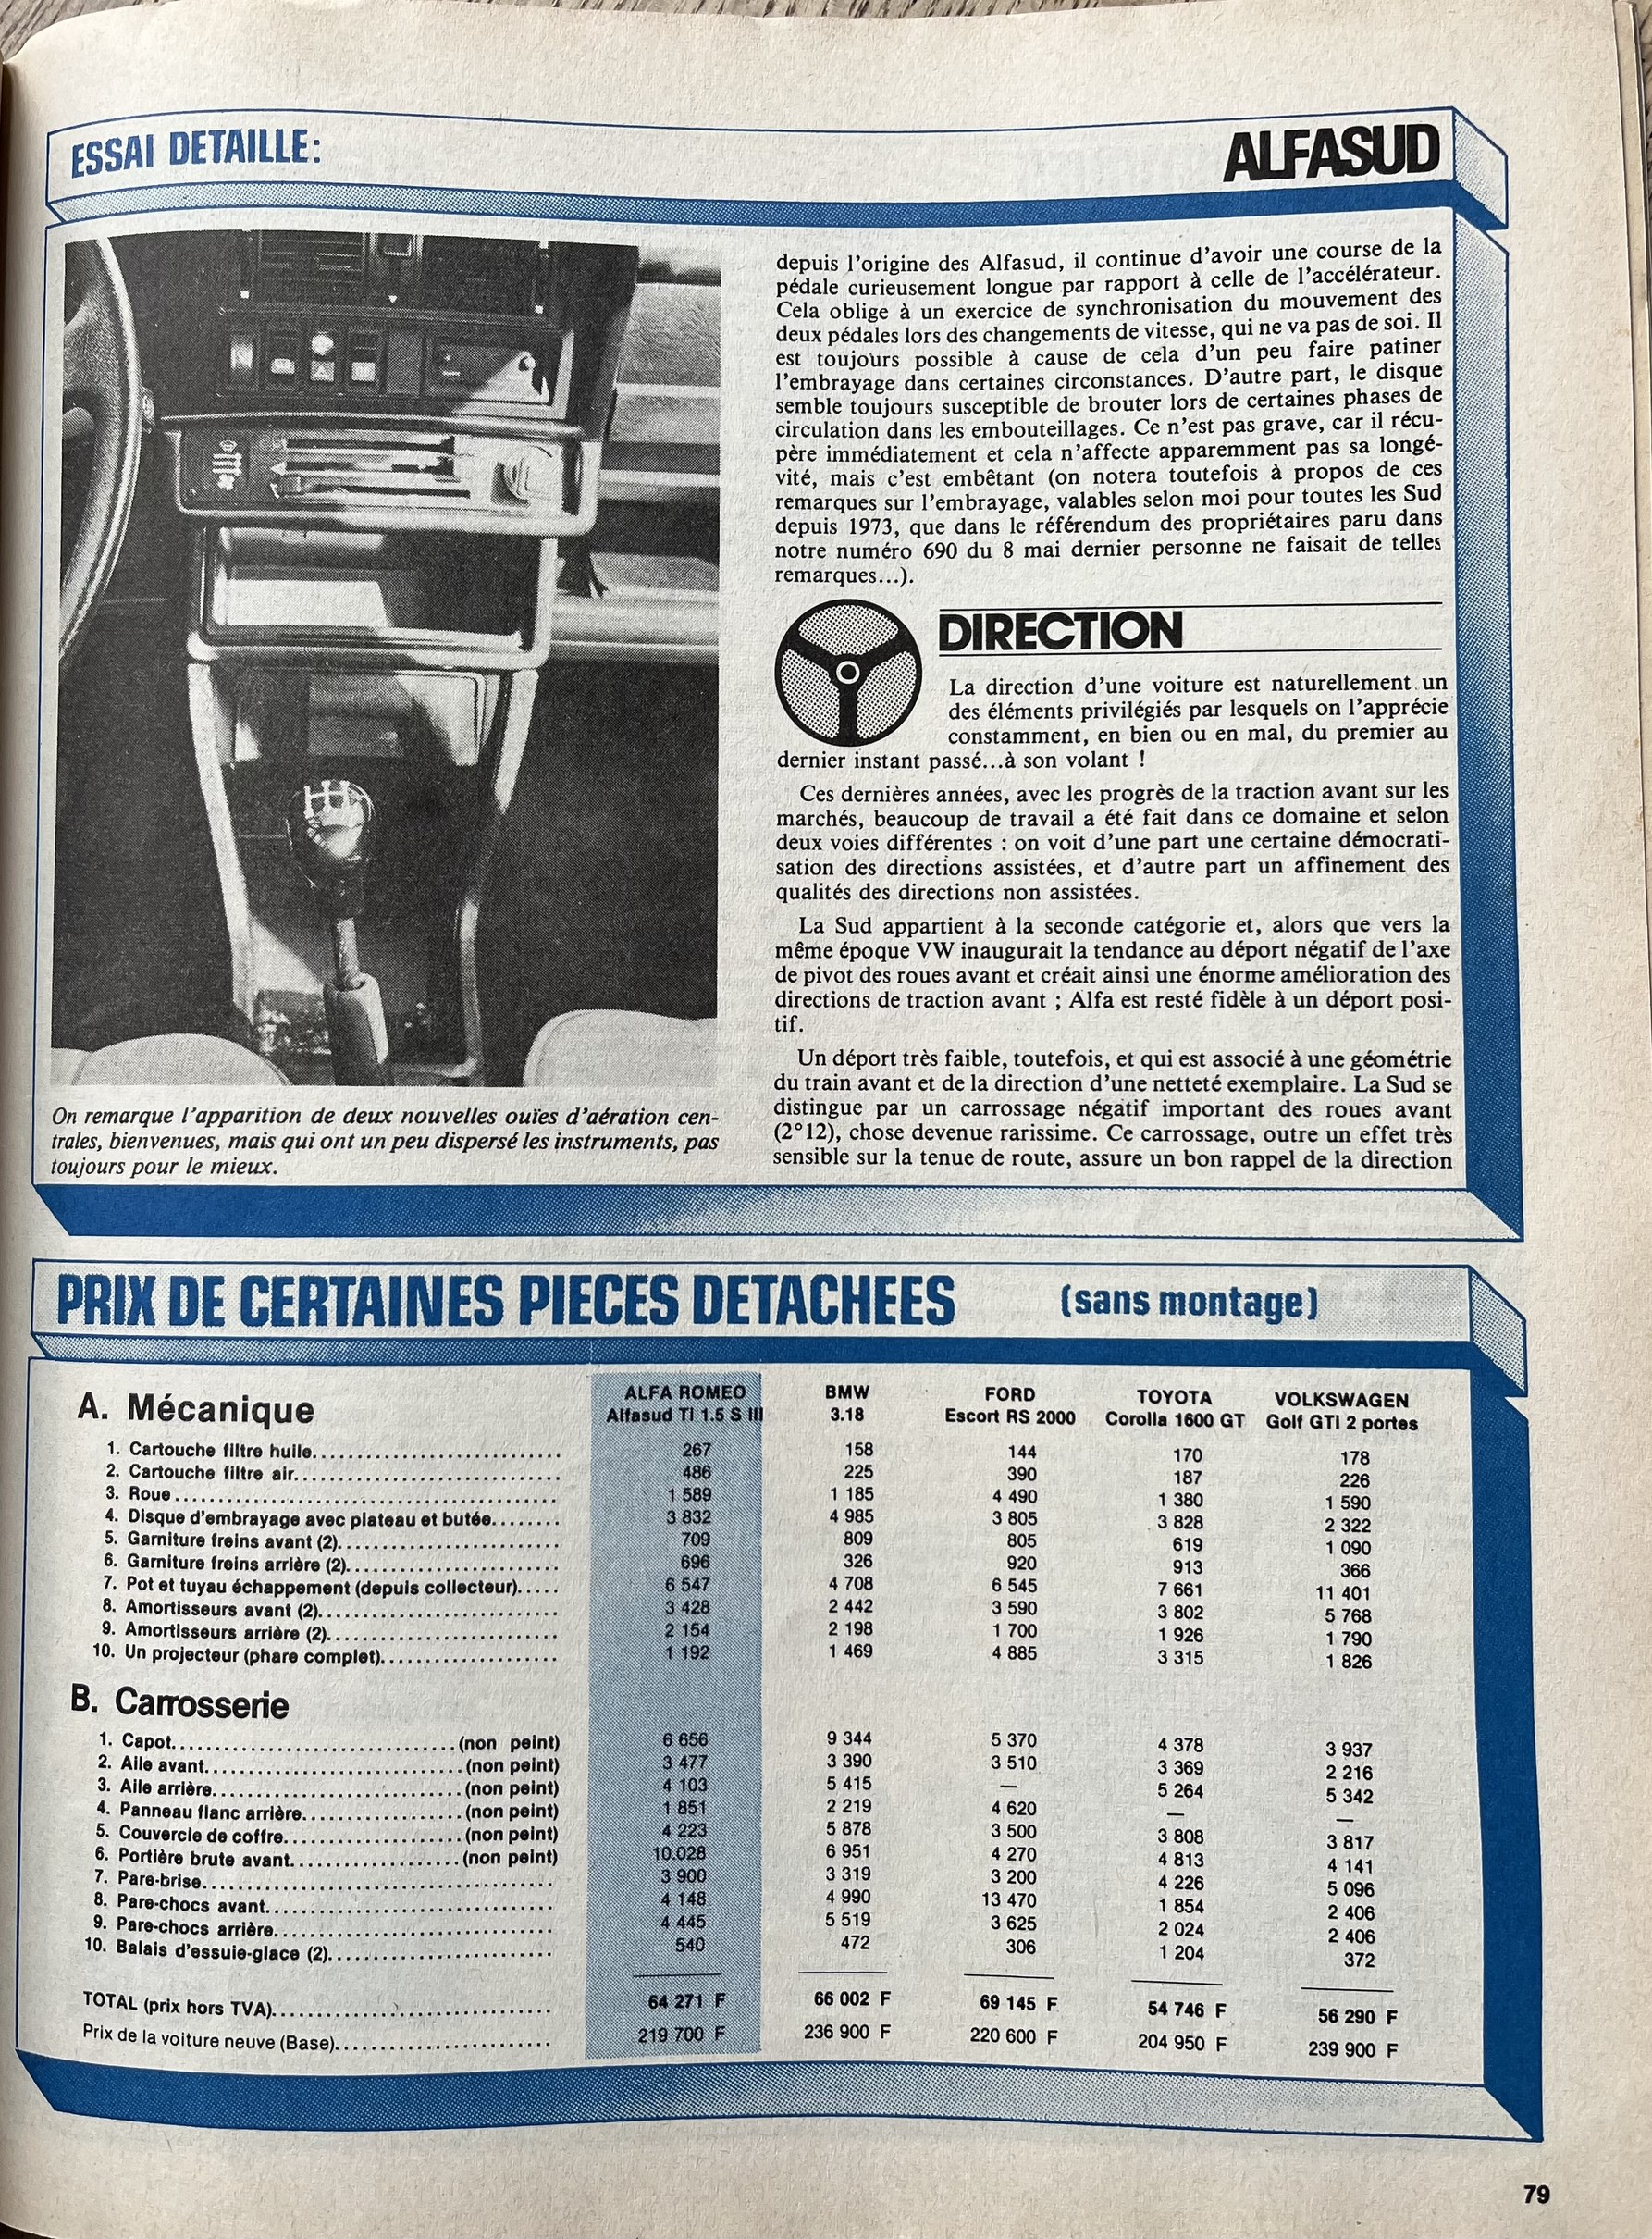 ESSAI DETAILLE:
ALFASUD
On remarque l'apparition de deux nouvelles ouïes d'aération cen-
trales, bienvenues, mais qui ont un peu dispersé les instruments, pas
toujours pour le mieux.
depuis l'origine des Alfasud, il continue d'avoir une course de la
pédale curieusement longue par rapport à celle de l'accélérateur.
Cela oblige à un exercice de synchronisation du mouvement des
deux pédales lors des changements de vitesse, qui ne va pas de soi. Il
est toujours possible à cause de cela d'un peu faire patiner
l'embrayage dans certaines circonstances. D'autre part, le disque
semble toujours susceptible de brouter lors de certaines phases de
circulation dans les embouteillages. Ce n'est pas grave, car il récu-
père immédiatement et cela n'affecte apparemment pas sa longé-
vité, mais c'est embêtant (on notera toutefois à propos de ces
remarques sur l'embrayage, valables selon moi pour toutes les Sud
depuis 1973, que dans le référendum des propriétaires paru dans
notre numéro 690 du 8 mai dernier personne ne faisait de telles
remarques...).
DIRECTION
La direction d'une voiture est naturellement un
des éléments privilégiés par lesquels on l'apprécie
constamment, en bien ou en mal, du premier au
dernier instant passé...à son volant !
Ces dernières années, avec les progrès de la traction avant sur les
marchés, beaucoup de travail a été fait dans ce domaine et selon
deux voies différentes : on voit d'une part une certaine démocrati-
sation des directions assistées, et d'autre part un affinement des
qualités des directions non assistées.
La Sud appartient à la seconde catégorie et, alors que vers la
même époque VW inaugurait la tendance au déport négatif de l'axe
de pivot des roues avant et créait ainsi une énorme amélioration des
directions de traction avant ; Alfa est resté fidèle à un déport posi-
tif.
Un déport très faible, toutefois, et qui est associé à une géométrie
du train avant et de la direction d'une netteté exemplaire. La Sud se
distingue par un carrossage négatif important des roues avant
(2°12), chose devenue rarissime. Ce carrossage, outre un effet très
sensible sur la tenue de route, assure un bon rappel de la direction
PRIX DE CERTAINES PIECES DETACHEES (sans montage)
A. Mécanique
ALFA ROMEO BMW FORD TOYOTA VOLKSWAGEN
Alfasud TI 1.5 S III 3.18 Escort RS 2000 Corolla 1600 GT Golf GTI 2 portes
1. Cartouche filtre huile 267 158 144 170 178
2. Cartouche filtre air 486 225 390 187 226
3. Roue 1 589 1 185 4 490 1 380 1 590
4. Disque d'embrayage avec plateau et butée 3 832 4 985 3 805 3 828 2 322
5. Garniture freins avant (2) 709 809 805 619 1 090
6. Garniture freins arrière (2) 696 326 920 913 366
7. Pot et tuyau échappement (depuis collecteur) 6 547 4 708 6 545 7 661 11 401
8. Amortisseurs avant (2) 3 428 2 442 3 590 3 802 5 768
9. Amortisseurs arrière (2) 2 154 2 198 1 700 1 926 1 790
10. Un projecteur (phare complet) 1 192 1 469 4 885 3 315 1 826
B. Carrosserie
1. Capot (non peint) 6 656 9 344 5 370 4 378 3 937
2. Aile avant (non peint) 3 477 3 390 3 510 3 369 2 216
3. Aile arrière (non peint) 4 103 5 415 — 5 264 5 342
4. Panneau flanc arrière (non peint) 1 851 2 219 4 620 — —
5. Couvercle de coffre (non peint) 4 223 5 878 3 500 3 808 3 817
6. Portière brute avant (non peint) 10.028 6 951 4 270 4 813 4 141
7. Pare-brise 3 900 3 319 3 200 4 226 5 096
8. Pare-chocs avant 4 148 4 990 13 470 1 854 2 406
9. Pare-chocs arrière 4 445 5 519 3 625 2 024 2 406
10. Balais d'essuie-glace (2) 540 472 306 1 204 372
TOTAL (prix hors TVA) 64 271 F 66 002 F 69 145 F 54 746 F 56 290 F
Prix de la voiture neuve (Base) 219 700 F 236 900 F 220 600 F 204 950 F 239 900 F
79